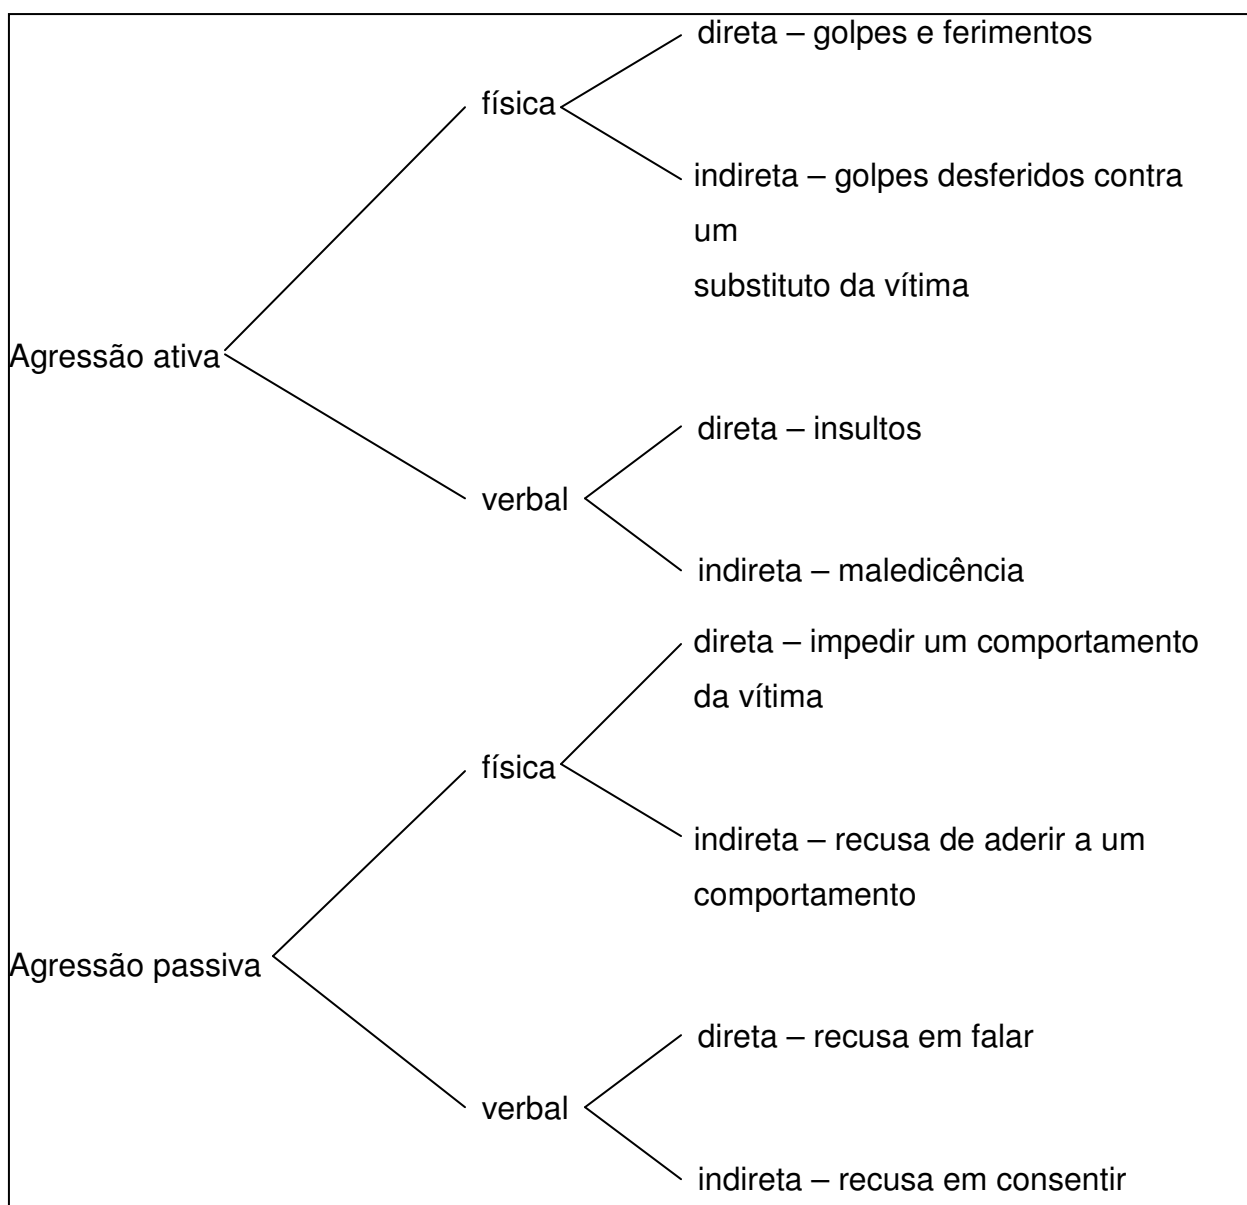 direta – golpes e ferimentos
física
indireta – golpes desferidos contra
um
substituto da vítima
Agressão ativa
direta – insultos
verbal
indireta – maledicência
direta – impedir um comportamento
da vítima
física
indireta – recusa de aderir a um
comportamento
Agressão passiva
direta – recusa em falar
verbal
indireta – recusa em consentir